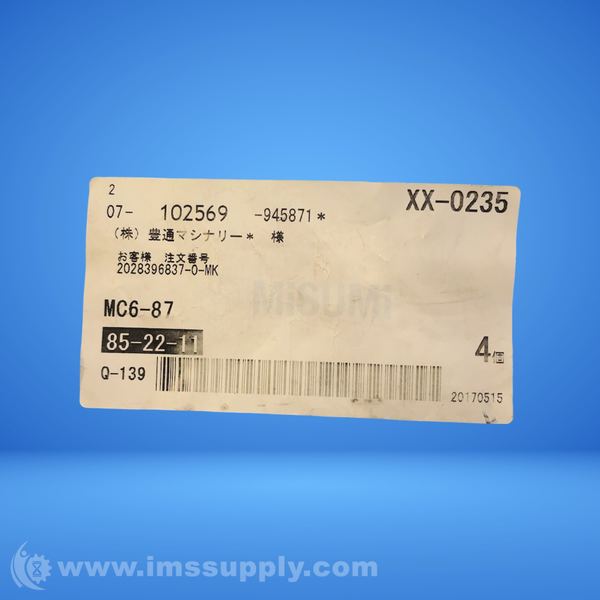 2
XX-0235
07- 102569 -945871*
(株) 豊通マシナリー* 様
お客様 注文番号
2028396837-0-MK
MiSUMi
MC6-87
85-22-11
4個
Q-139
20170515
www.imssupply.com